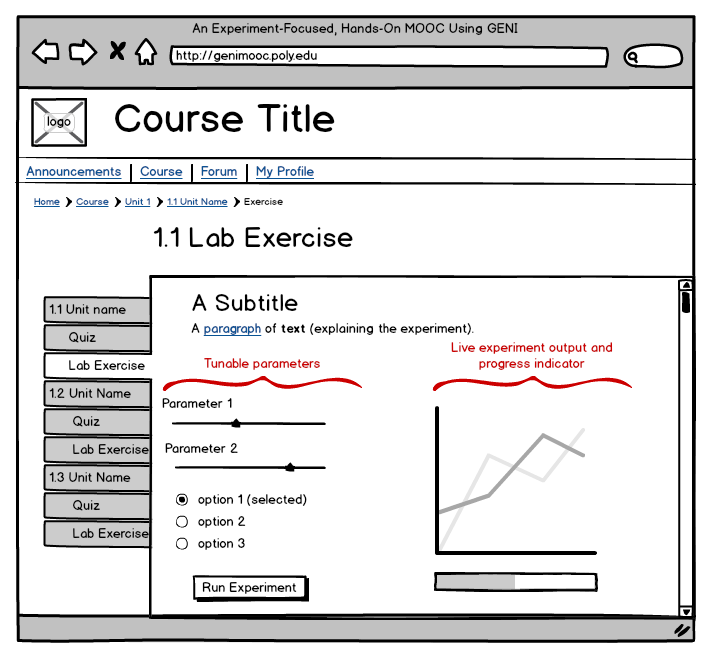 An Experiment-Focused, Hands-On MOOC Using GENI
http://genimooc.poly.edu
logo
Course Title
Announcements Course Forum My Profile
Home Course Unit 1 1.1 Unit Name Exercise
1.1 Lab Exercise
1.1 Unit name
Quiz
Lab Exercise
1.2 Unit Name
Quiz
Lab Exercise
1.3 Unit Name
Quiz
Lab Exercise
A Subtitle
A paragraph of text (explaining the experiment).
Tunable parameters
Parameter 1
Parameter 2
option 1 (selected)
option 2
option 3
Run Experiment
Live experiment output and
progress indicator